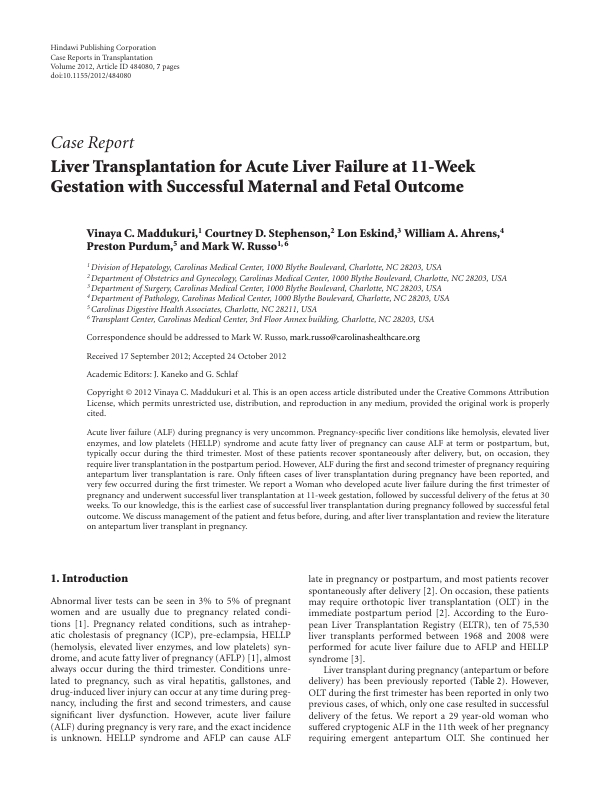 Hindawi Publishing Corporation
Case Reports in Transplantation
Volume 2012, Article ID 484080, 7 pages
doi:10.1155/2012/484080
Case Report
Liver Transplantation for Acute Liver Failure at 11-Week
Gestation with Successful Maternal and Fetal Outcome
Vinaya C. Maddukuri,1 Courtney D. Stephenson,2 Lon Eskind,3 William A. Ahrens,4
Preston Purdum,5 and Mark W. Russo1,6
1 Division of Hepatology, Carolinas Medical Center, 1000 Blythe Boulevard, Charlotte, NC 28203, USA
2 Department of Obstetrics and Gynecology, Carolinas Medical Center, 1000 Blythe Boulevard, Charlotte, NC 28203, USA
3 Department of Surgery, Carolinas Medical Center, 1000 Blythe Boulevard, Charlotte, NC 28203, USA
4 Department of Pathology, Carolinas Medical Center, 1000 Blythe Boulevard, Charlotte, NC 28203, USA
5 Carolinas Digestive Health Associates, Charlotte, NC 28211, USA
6 Transplant Center, Carolinas Medical Center, 3rd Floor Annex building, Charlotte, NC 28203, USA
Correspondence should be addressed to Mark W. Russo, mark.russo@carolinashealthcare.org
Received 17 September 2012; Accepted 24 October 2012
Academic Editors: J. Kaneko and G. Schlaf
Copyright © 2012 Vinaya C. Maddukuri et al. This is an open access article distributed under the Creative Commons Attribution
License, which permits unrestricted use, distribution, and reproduction in any medium, provided the original work is properly
cited.
Acute liver failure (ALF) during pregnancy is very uncommon. Pregnancy-specific liver conditions like hemolysis, elevated liver
enzymes, and low platelets (HELLP) syndrome and acute fatty liver of pregnancy can cause ALF at term or postpartum, but,
typically occur during the third trimester. Most of these patients recover spontaneously after delivery, but, on occasion, they
require liver transplantation in the postpartum period. However, ALF during the first and second trimester of pregnancy requiring
antepartum liver transplantation is rare. Only fifteen cases of liver transplantation during pregnancy have been reported, and
very few occurred during the first trimester. We report a Woman who developed acute liver failure during the first trimester of
pregnancy and underwent successful liver transplantation at 11-week gestation, followed by successful delivery of the fetus at 30
weeks. To our knowledge, this is the earliest case of successful liver transplantation during pregnancy followed by successful fetal
outcome. We discuss management of the patient and fetus before, during, and after liver transplantation and review the literature
on antepartum liver transplant in pregnancy.
1. Introduction
Abnormal liver tests can be seen in 3% to 5% of pregnant
women and are usually due to pregnancy related condi-
tions [1]. Pregnancy related conditions, such as intrahep-
atic cholestasis of pregnancy (ICP), pre-eclampsia, HELLP
(hemolysis, elevated liver enzymes, and low platelets) syn-
drome, and acute fatty liver of pregnancy (AFLP) [1], almost
always occur during the third trimester. Conditions unre-
lated to pregnancy, such as viral hepatitis, gallstones, and
drug-induced liver injury can occur at any time during preg-
nancy, including the first and second trimesters, and cause
significant liver dysfunction. However, acute liver failure
(ALF) during pregnancy is very rare, and the exact incidence
is unknown. HELLP syndrome and AFLP can cause ALF
late in pregnancy or postpartum, and most patients recover
spontaneously after delivery [2]. On occasion, these patients
may require orthotopic liver transplantation (OLT) in the
immediate postpartum period [2]. According to the Euro-
pean Liver Transplantation Registry (ELTR), ten of 75,530
liver transplants performed between 1968 and 2008 were
performed for acute liver failure due to AFLP and HELLP
syndrome [3].
Liver transplant during pregnancy (antepartum or before
delivery) has been previously reported (Table 2). However,
OLT during the first trimester has been reported in only two
previous cases, of which, only one case resulted in successful
delivery of the fetus. We report a 29 year-old woman who
suffered cryptogenic ALF in the 11th week of her pregnancy
requiring emergent antepartum OLT. She continued her